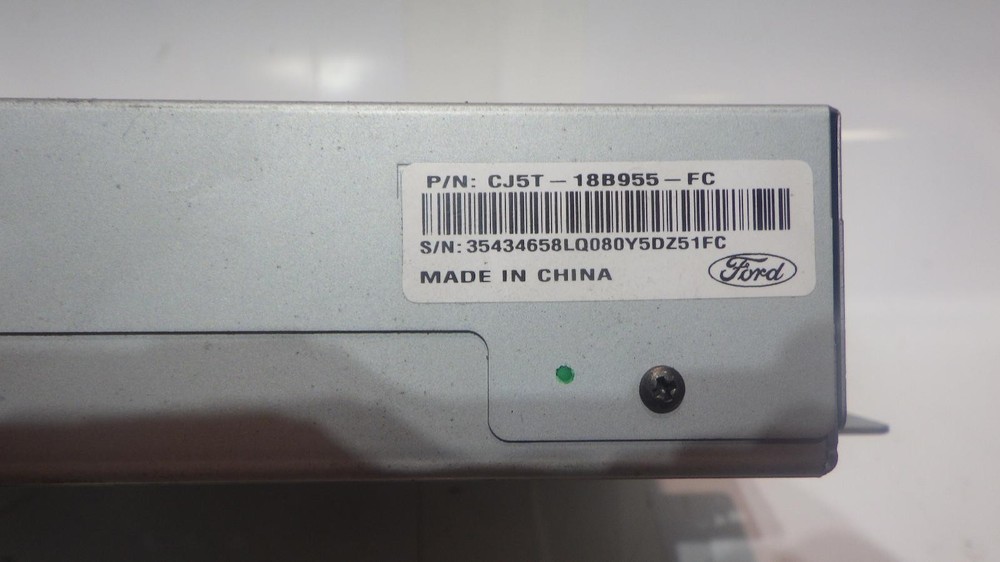 P/N: CJ5T-18B955-FC
S/N: 35434658LQ080Y5DZ51FC
MADE IN CHINA
Ford